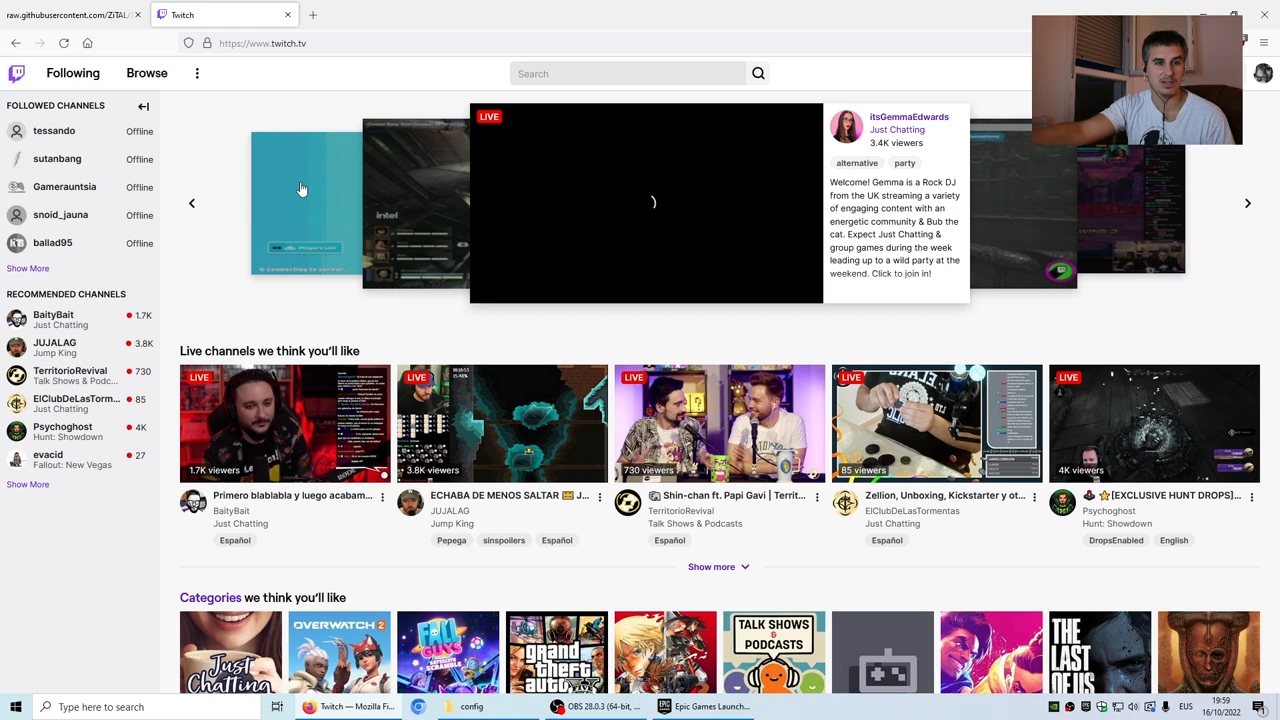 raw.githubusercontent.com/ZiTAL/
Twitch
https://www.twitch.tv
Following
Browse
Search
FOLLOWED CHANNELS
tessando
Offline
sutanbang
Offline
Gamerauntsia
Offline
snoid_jauna
Offline
ballad95
Offline
Show More
RECOMMENDED CHANNELS
BaityBait
1.7K
Just Chatting
JUJALAG
3.8K
Jump King
TerritorioRevival
730
Talk Shows & Podc...
ElClubDeLasTorm...
85
Just Chatting
Psychoghost
4K
Hunt: Showdown
evacid
27
Fallout: New Vegas
Show More
intel
LIVE
itsGemmaEdwards
Just Chatting
3.4K viewers
alternative
party
Welcome! Gemma is a Rock DJ
from the UK streaming a variety
of engaging content with an
energetic community & Bub the
cat. Expect Just Chatting &
group games during the week
leading up to a wild party at the
weekend. Click to join in!
Live channels we think you'll like
LIVE
1.7K viewers
LIVE
3.8K viewers
LIVE
730 viewers
LIVE
85 viewers
LIVE
4K viewers
Primero blablabla y luego acabam...
BaityBait
Just Chatting
Español
ECHABA DE MENOS SALTAR J...
JUJALAG
Jump King
Pepega
sinspoilers
Español
Shin-chan ft. Papi Gavi | Territ...
TerritorioRevival
Talk Shows & Podcasts
Español
Zellion, Unboxing, Kickstarter y ot...
ElClubDeLasTormentas
Just Chatting
Español
[EXCLUSIVE HUNT DROPS]...
Psychoghost
Hunt: Showdown
DropsEnabled
English
Show more
Categories we think you'll like
Just
Chatting
OVERWATCH 2
FALL
grand
theft
auto
TALK SHOWS
&
PODCASTS
THE
LAST
OF US
Type here to search
Twitch — Mozilla Fi...
config
OBS 28.0.3 (64-bit, ...
Epic Games Launch...
EUS
19:59
16/10/2022